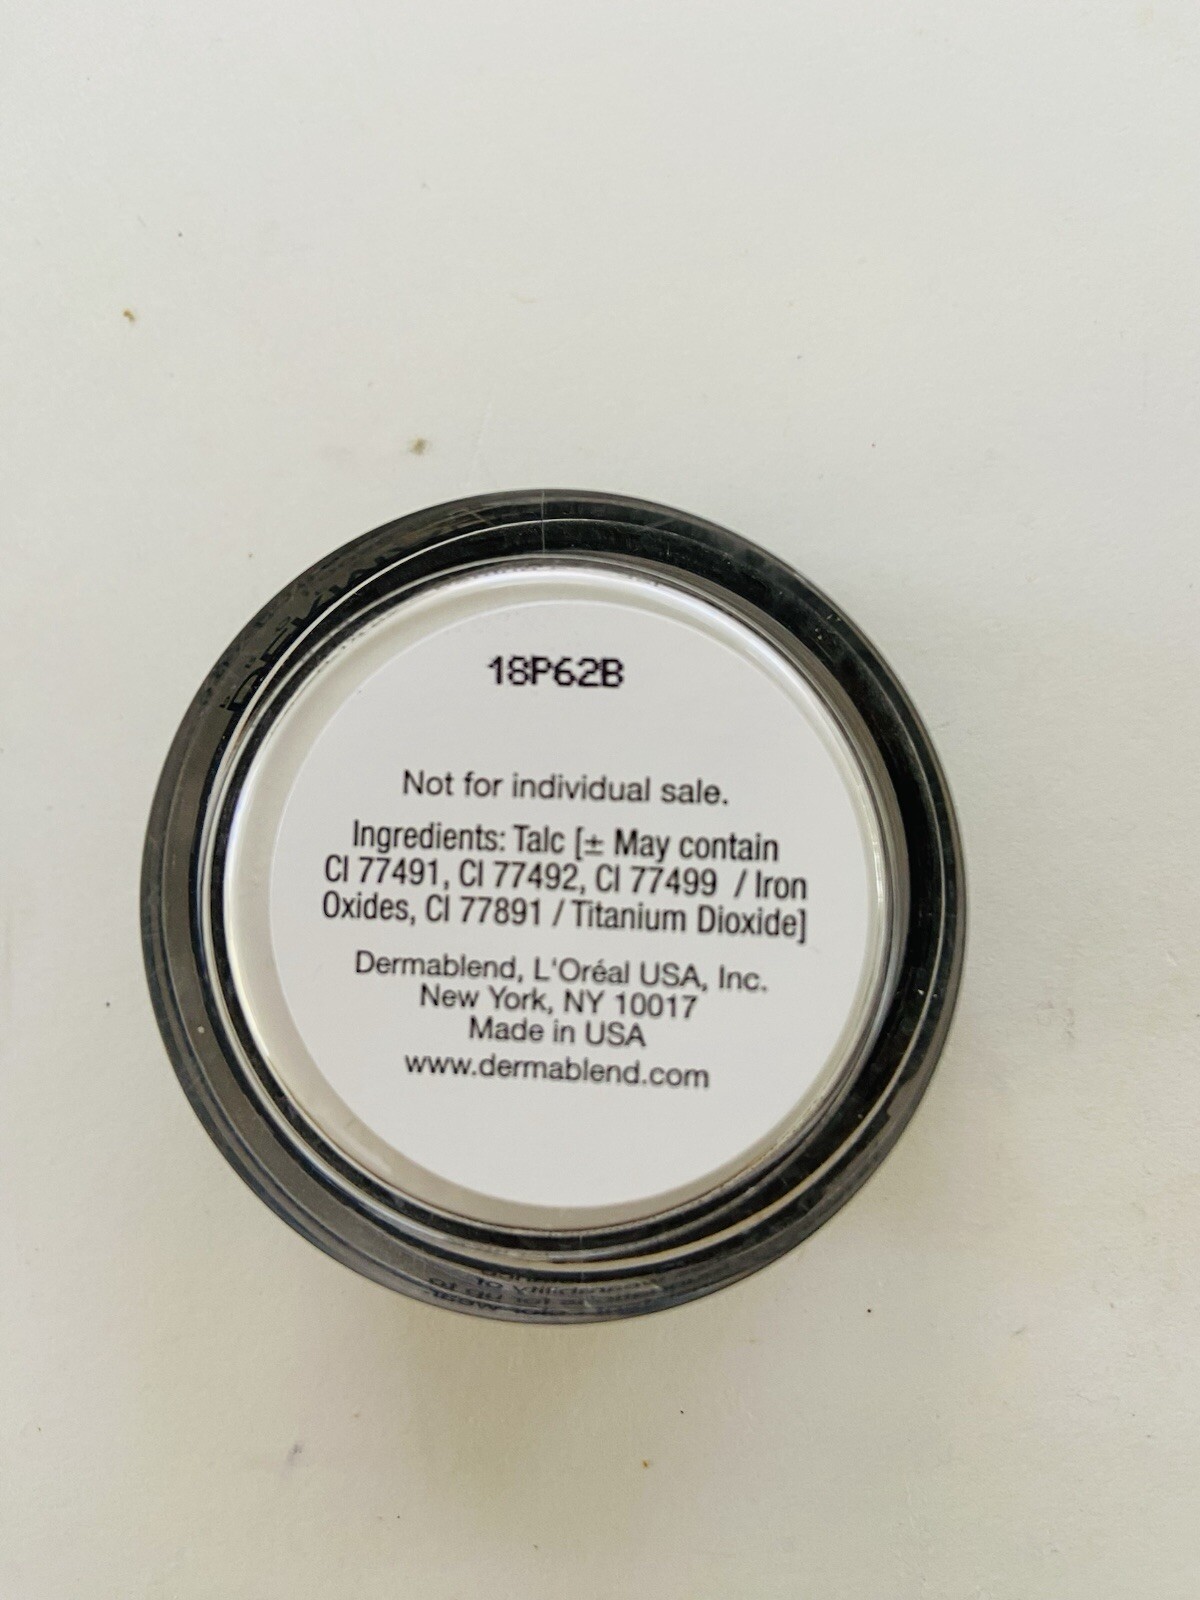 18P62B
Not for individual sale.
Ingredients: Talc [± May contain
CI 77491, CI 77492, CI 77499 / Iron
Oxides, CI 77891 / Titanium Dioxide]
Dermablend, L'Oréal USA, Inc.
New York, NY 10017
Made in USA
www.dermablend.com